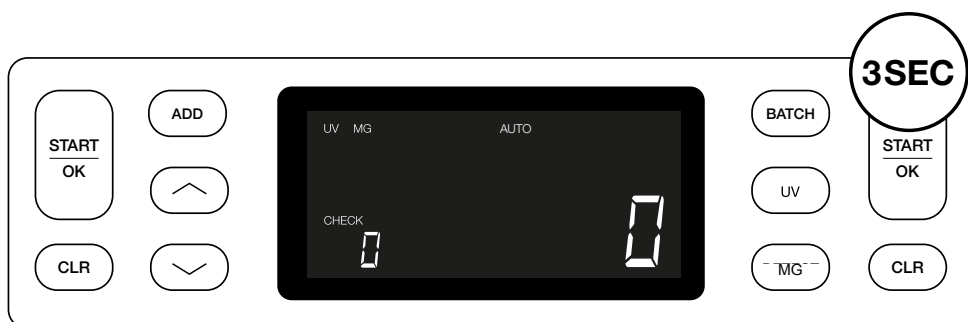 3SEC
START
OK
ADD
CLR
UV MG AUTO
CHECK
0
0
BATCH
UV
MG
START
OK
CLR